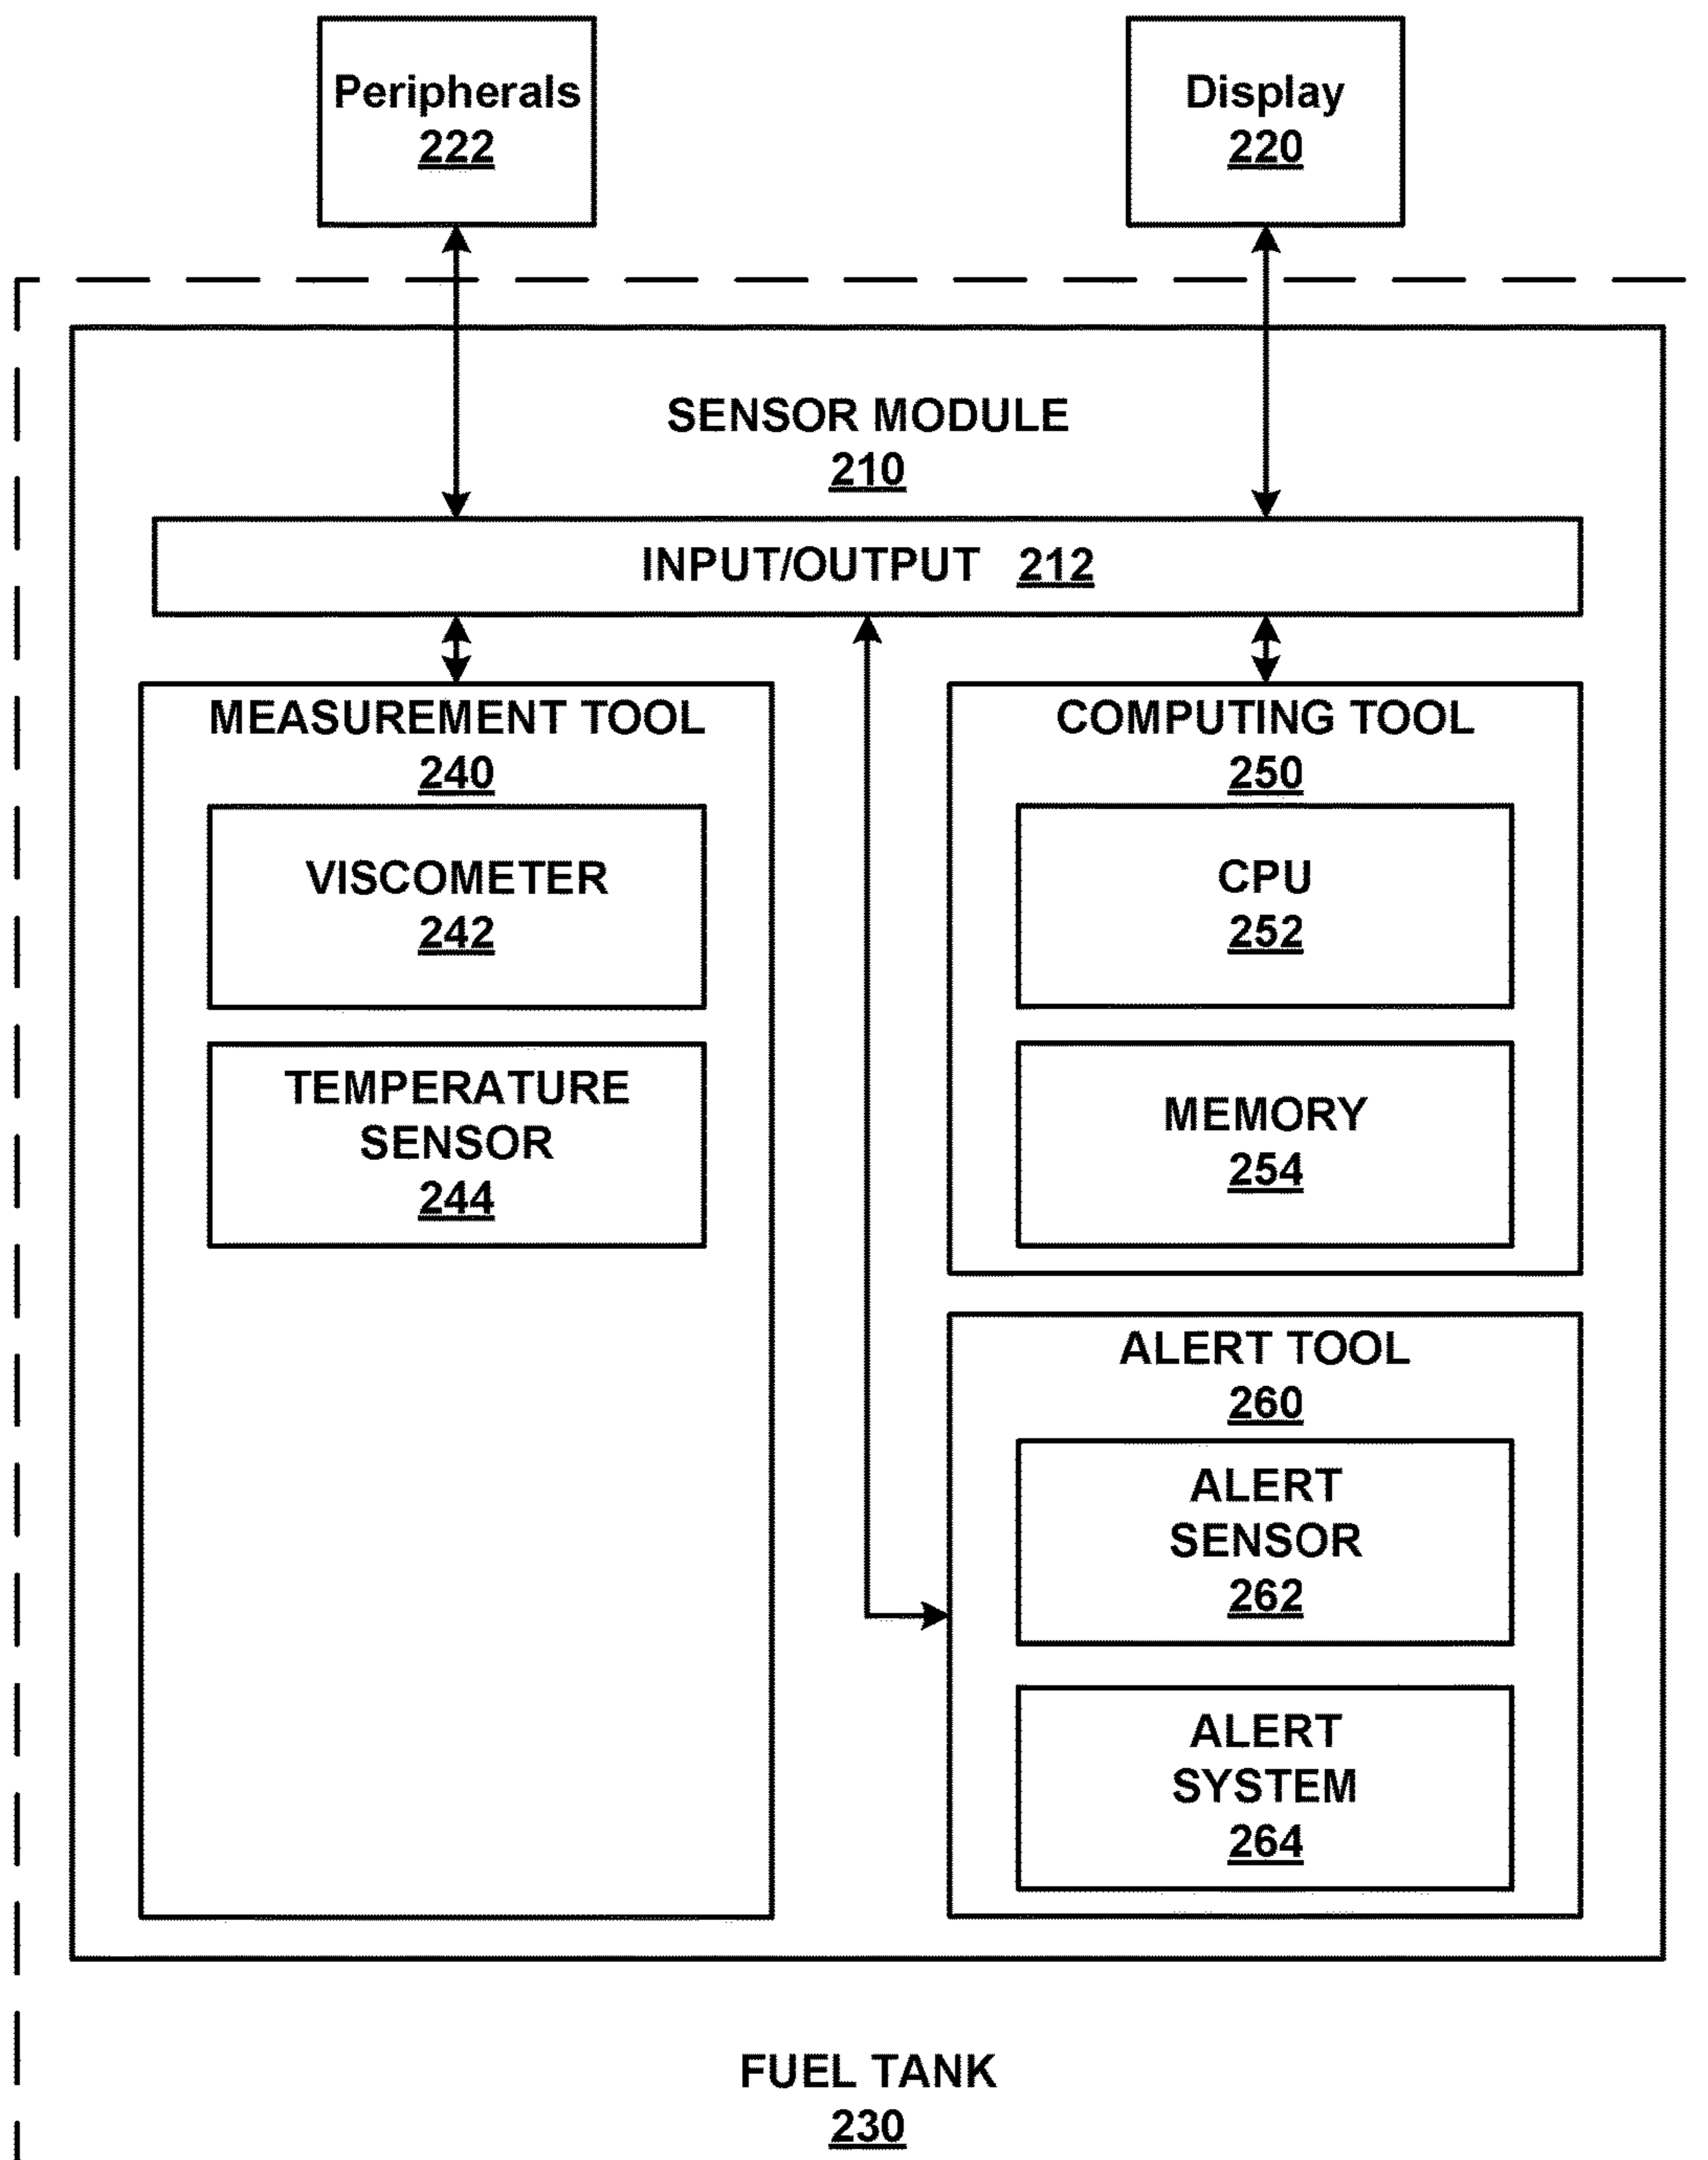 Peripherals
222
Display
220
SENSOR MODULE
210
INPUT/OUTPUT 212
MEASUREMENT TOOL
240
VISCOMETER
242
TEMPERATURE
SENSOR
244
COMPUTING TOOL
250
CPU
252
MEMORY
254
ALERT TOOL
260
ALERT
SENSOR
262
ALERT
SYSTEM
264
FUEL TANK
230